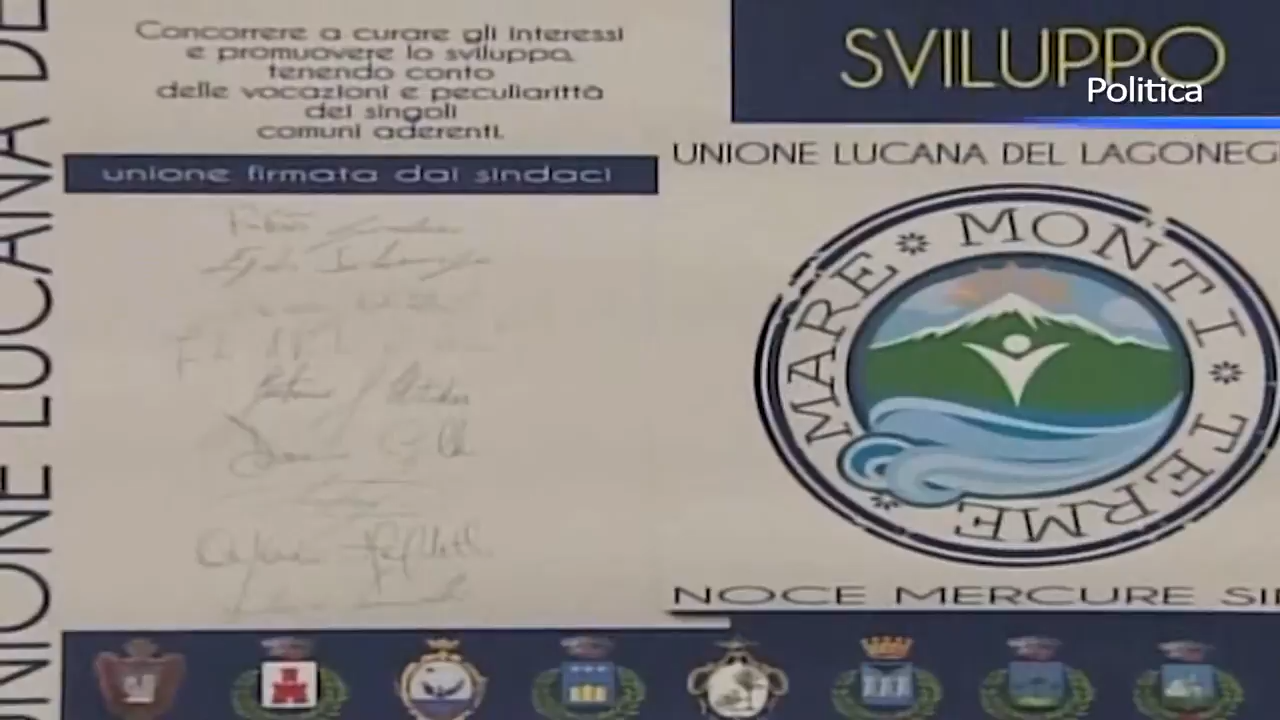 UNIONE LUCANA DE
Concorrere a curare gli interessi
e promuovere lo sviluppo,
tenendo conto
delle vocazioni e peculiarittà
dei singoli
comuni aderenti.
unione firmata dai sindaci
SVILUPPO
Politica
UNIONE LUCANA DEL LAGONEG
MARE * MONTI * TERME *
NOCE MERCURE SI